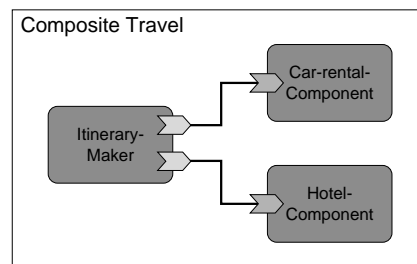 Composite Travel
Car-rental-
Component
Itinerary-
Maker
Hotel-
Component